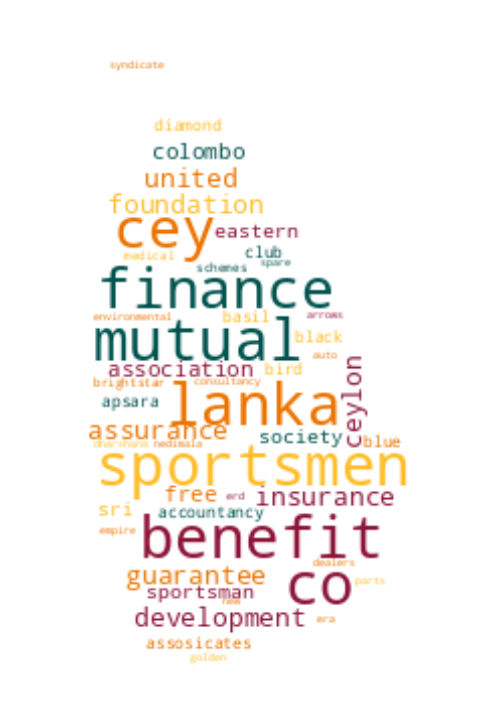 syndicate
diamond
colombo
united
foundation
cey eastern
medical club
schemes spare
finance
environmental basil arrows
mutual black
auto
association bird
brightstar consultancy
apsara lanka ceylon
assurance society blue
dharshana nedimala
sportsmen
free erd insurance
sri accountancy
empire benefit
dealers
guarantee co parts
sportsman
new
development era
assosicates
golden